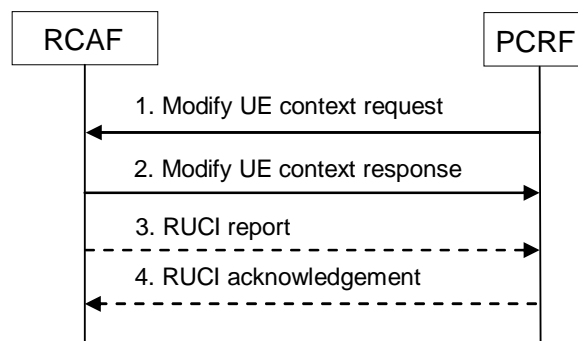 RCAF
PCRF
1. Modify UE context request
2. Modify UE context response
3. RUCI report
4. RUCI acknowledgement